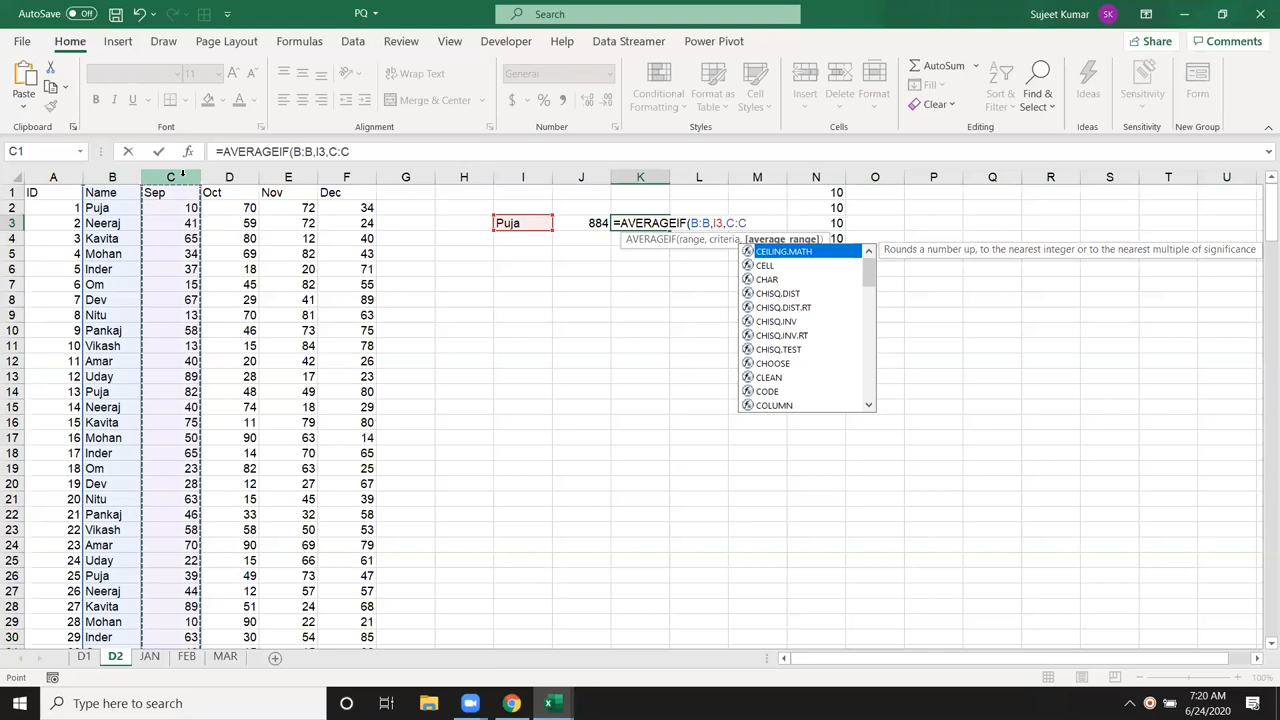 AutoSave Off PQ Search Sujeet Kumar SK
File Home Insert Draw Page Layout Formulas Data Review View Developer Help Data Streamer Power Pivot Share Comments
Paste 11 Wrap Text General Conditional Formatting Format as Table Cell Styles Insert Delete Format AutoSum Fill Clear Sort & Filter Find & Select Ideas Sensitivity Form
B I U A Merge & Center $ %
Clipboard Font Alignment Number Styles Cells Editing Ideas Sensitivity New Group
C1 fx =AVERAGEIF(B:B,I3,C:C
A B C D E F G H I J K L M N O P Q R S T U
1 ID Name Sep Oct Nov Dec 10
2 1 Puja 10 70 72 34 10
3 2 Neeraj 41 59 72 24 Puja 884 =AVERAGEIF(B:B,I3,C:C 10
4 3 Kavita 65 80 12 40 AVERAGEIF(range, criteria, [average_range]) 10
5 4 Mohan 34 69 82 43 CEILING.MATH Rounds a number up, to the nearest integer or to the nearest multiple of significance
6 5 Inder 37 18 20 71 CELL
7 6 Om 15 45 82 55 CHAR
8 7 Dev 67 29 41 89 CHISQ.DIST
9 8 Nitu 13 70 81 63 CHISQ.DIST.RT
10 9 Pankaj 58 46 73 75 CHISQ.INV
11 10 Vikash 13 15 84 78 CHISQ.INV.RT
12 11 Amar 40 20 42 26 CHISQ.TEST
13 12 Uday 89 28 17 23 CHOOSE
14 13 Puja 82 48 49 80 CLEAN
15 14 Neeraj 40 74 18 29 CODE
16 15 Kavita 75 11 79 80 COLUMN
17 16 Mohan 50 90 63 14
18 17 Inder 65 14 70 65
19 18 Om 23 82 63 25
20 19 Dev 28 12 27 67
21 20 Nitu 63 15 45 39
22 21 Pankaj 46 33 32 58
23 22 Vikash 58 58 50 53
24 23 Amar 70 90 69 79
25 24 Uday 22 15 66 61
26 25 Puja 39 49 73 47
27 26 Neeraj 44 12 57 57
28 27 Kavita 89 51 24 68
29 28 Mohan 10 90 22 21
30 29 Inder 63 30 54 85
D1 D2 JAN FEB MAR
Point 100%
Type here to search 7:20 AM
6/24/2020